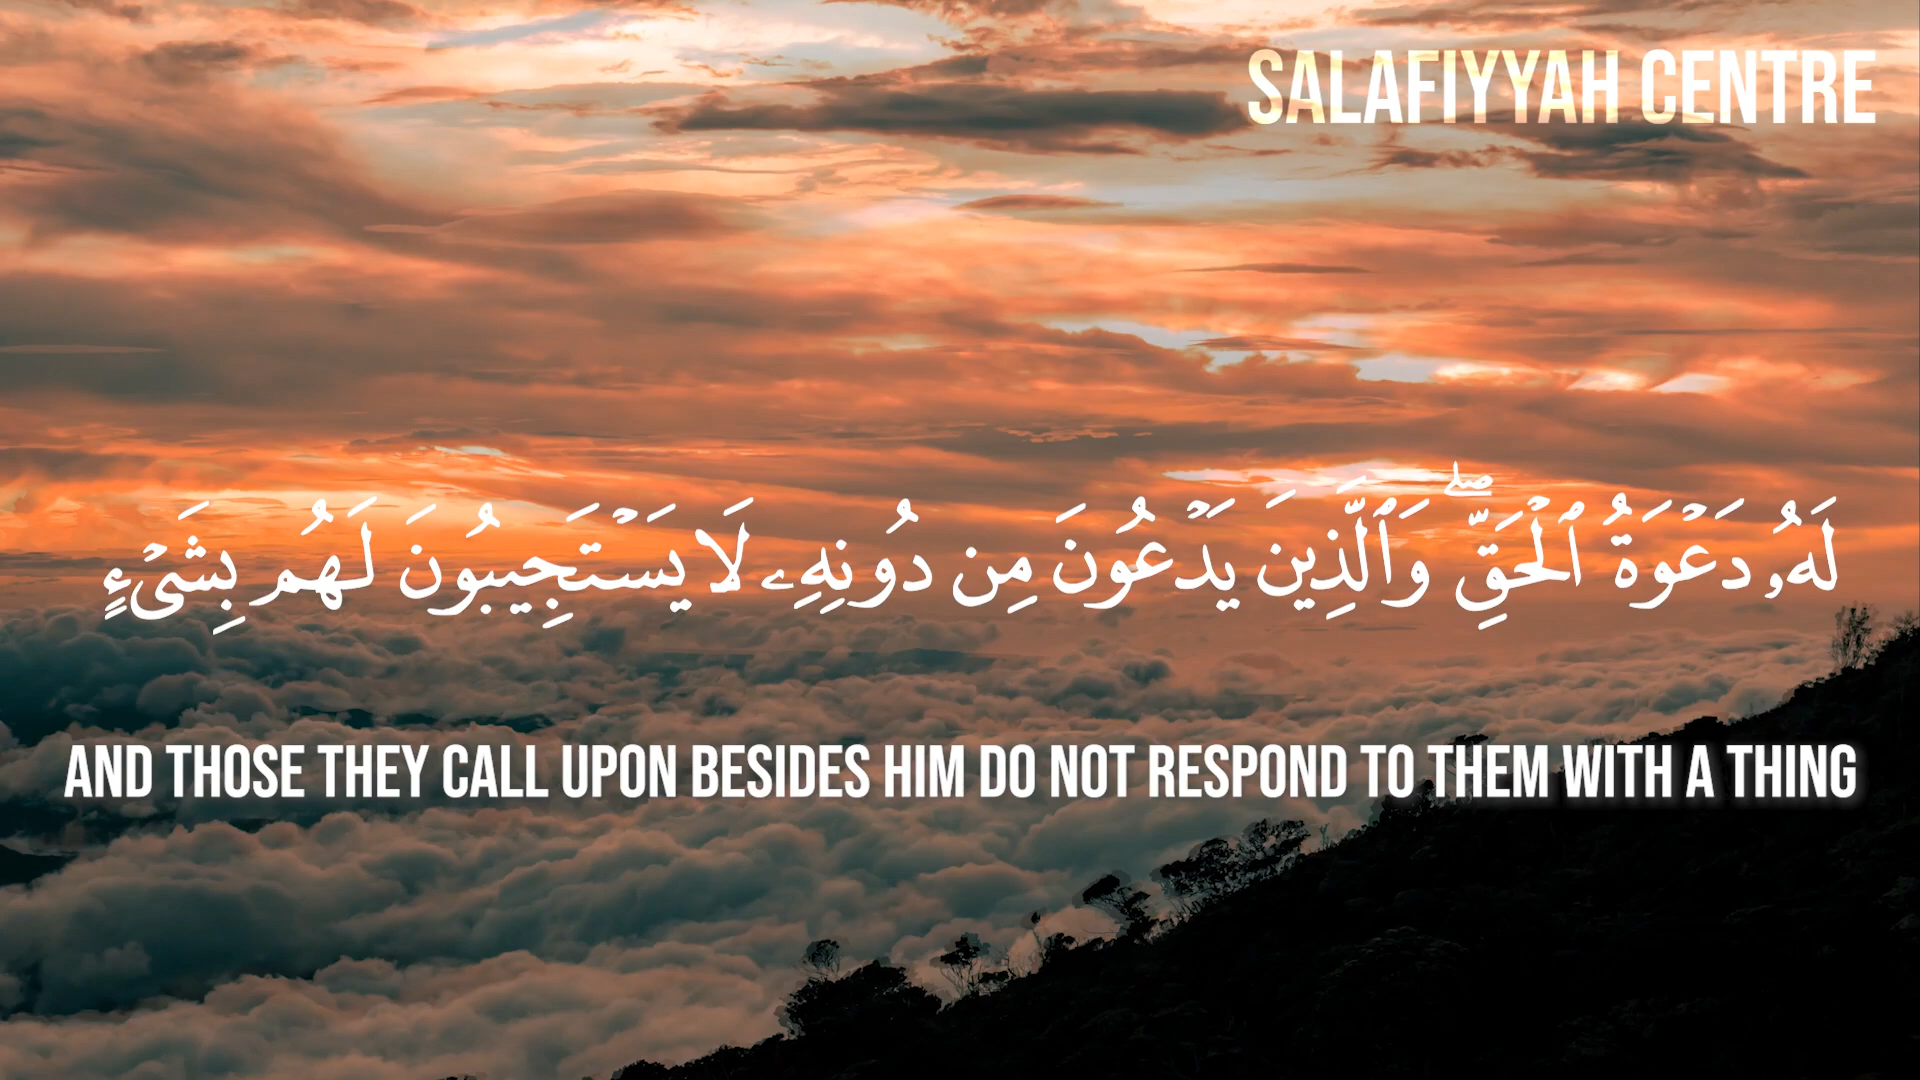 SALAFIYYAH CENTRE
لَهُۥ دَعْوَةُ ٱلْحَقِّ ۖ وَٱلَّذِينَ يَدْعُونَ مِن دُونِهِۦ لَا يَسْتَجِيبُونَ لَهُم بِشَىْءٍ
AND THOSE THEY CALL UPON BESIDES HIM DO NOT RESPOND TO THEM WITH A THING